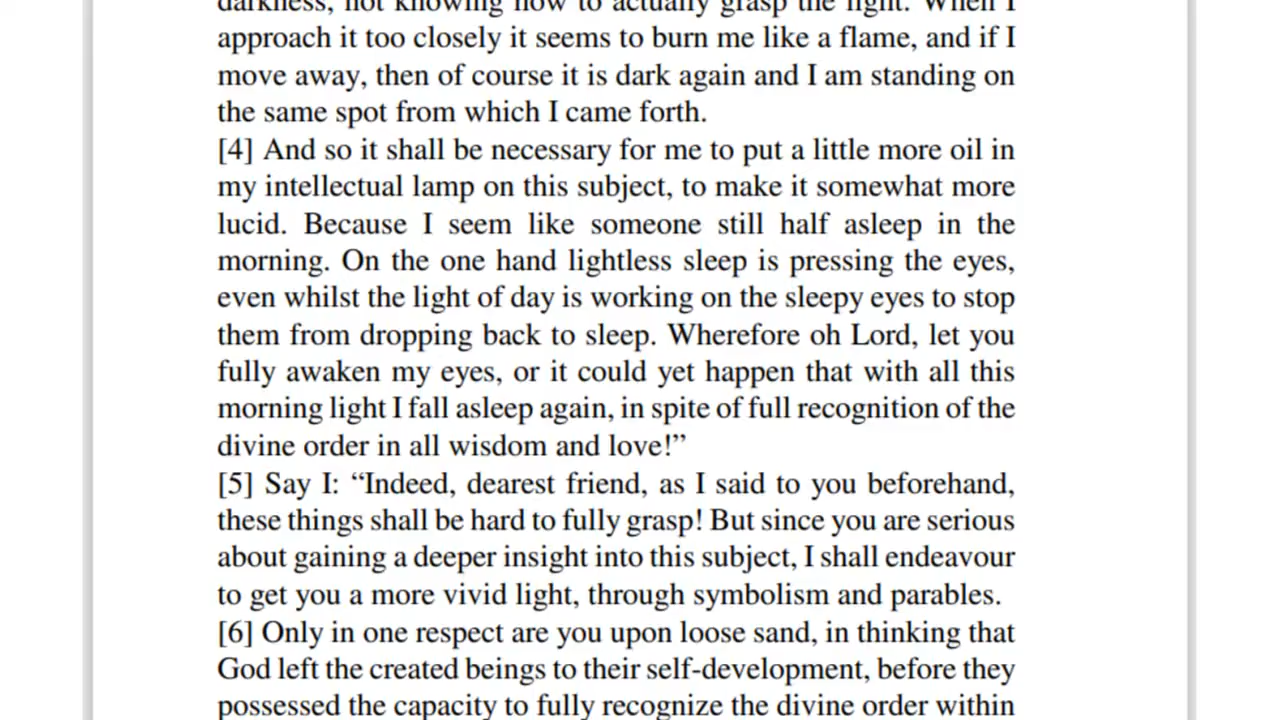 darkness, not knowing how to actually grasp the light. When I
approach it too closely it seems to burn me like a flame, and if I
move away, then of course it is dark again and I am standing on
the same spot from which I came forth.
[4] And so it shall be necessary for me to put a little more oil in
my intellectual lamp on this subject, to make it somewhat more
lucid. Because I seem like someone still half asleep in the
morning. On the one hand lightless sleep is pressing the eyes,
even whilst the light of day is working on the sleepy eyes to stop
them from dropping back to sleep. Wherefore oh Lord, let you
fully awaken my eyes, or it could yet happen that with all this
morning light I fall asleep again, in spite of full recognition of the
divine order in all wisdom and love!”
[5] Say I: “Indeed, dearest friend, as I said to you beforehand,
these things shall be hard to fully grasp! But since you are serious
about gaining a deeper insight into this subject, I shall endeavour
to get you a more vivid light, through symbolism and parables.
[6] Only in one respect are you upon loose sand, in thinking that
God left the created beings to their self-development, before they
possessed the capacity to fully recognize the divine order within